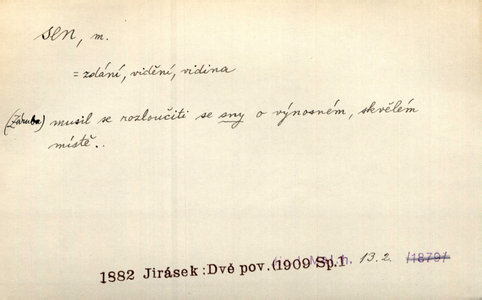 sen, m.
= zdání, vidění, vidina
(Záruba) musil se rozloučiti se sny o výnosném, skvělém
místě..
1882 Jirásek: Dvě pov. (1909 Sp.1 13.2. /1879/